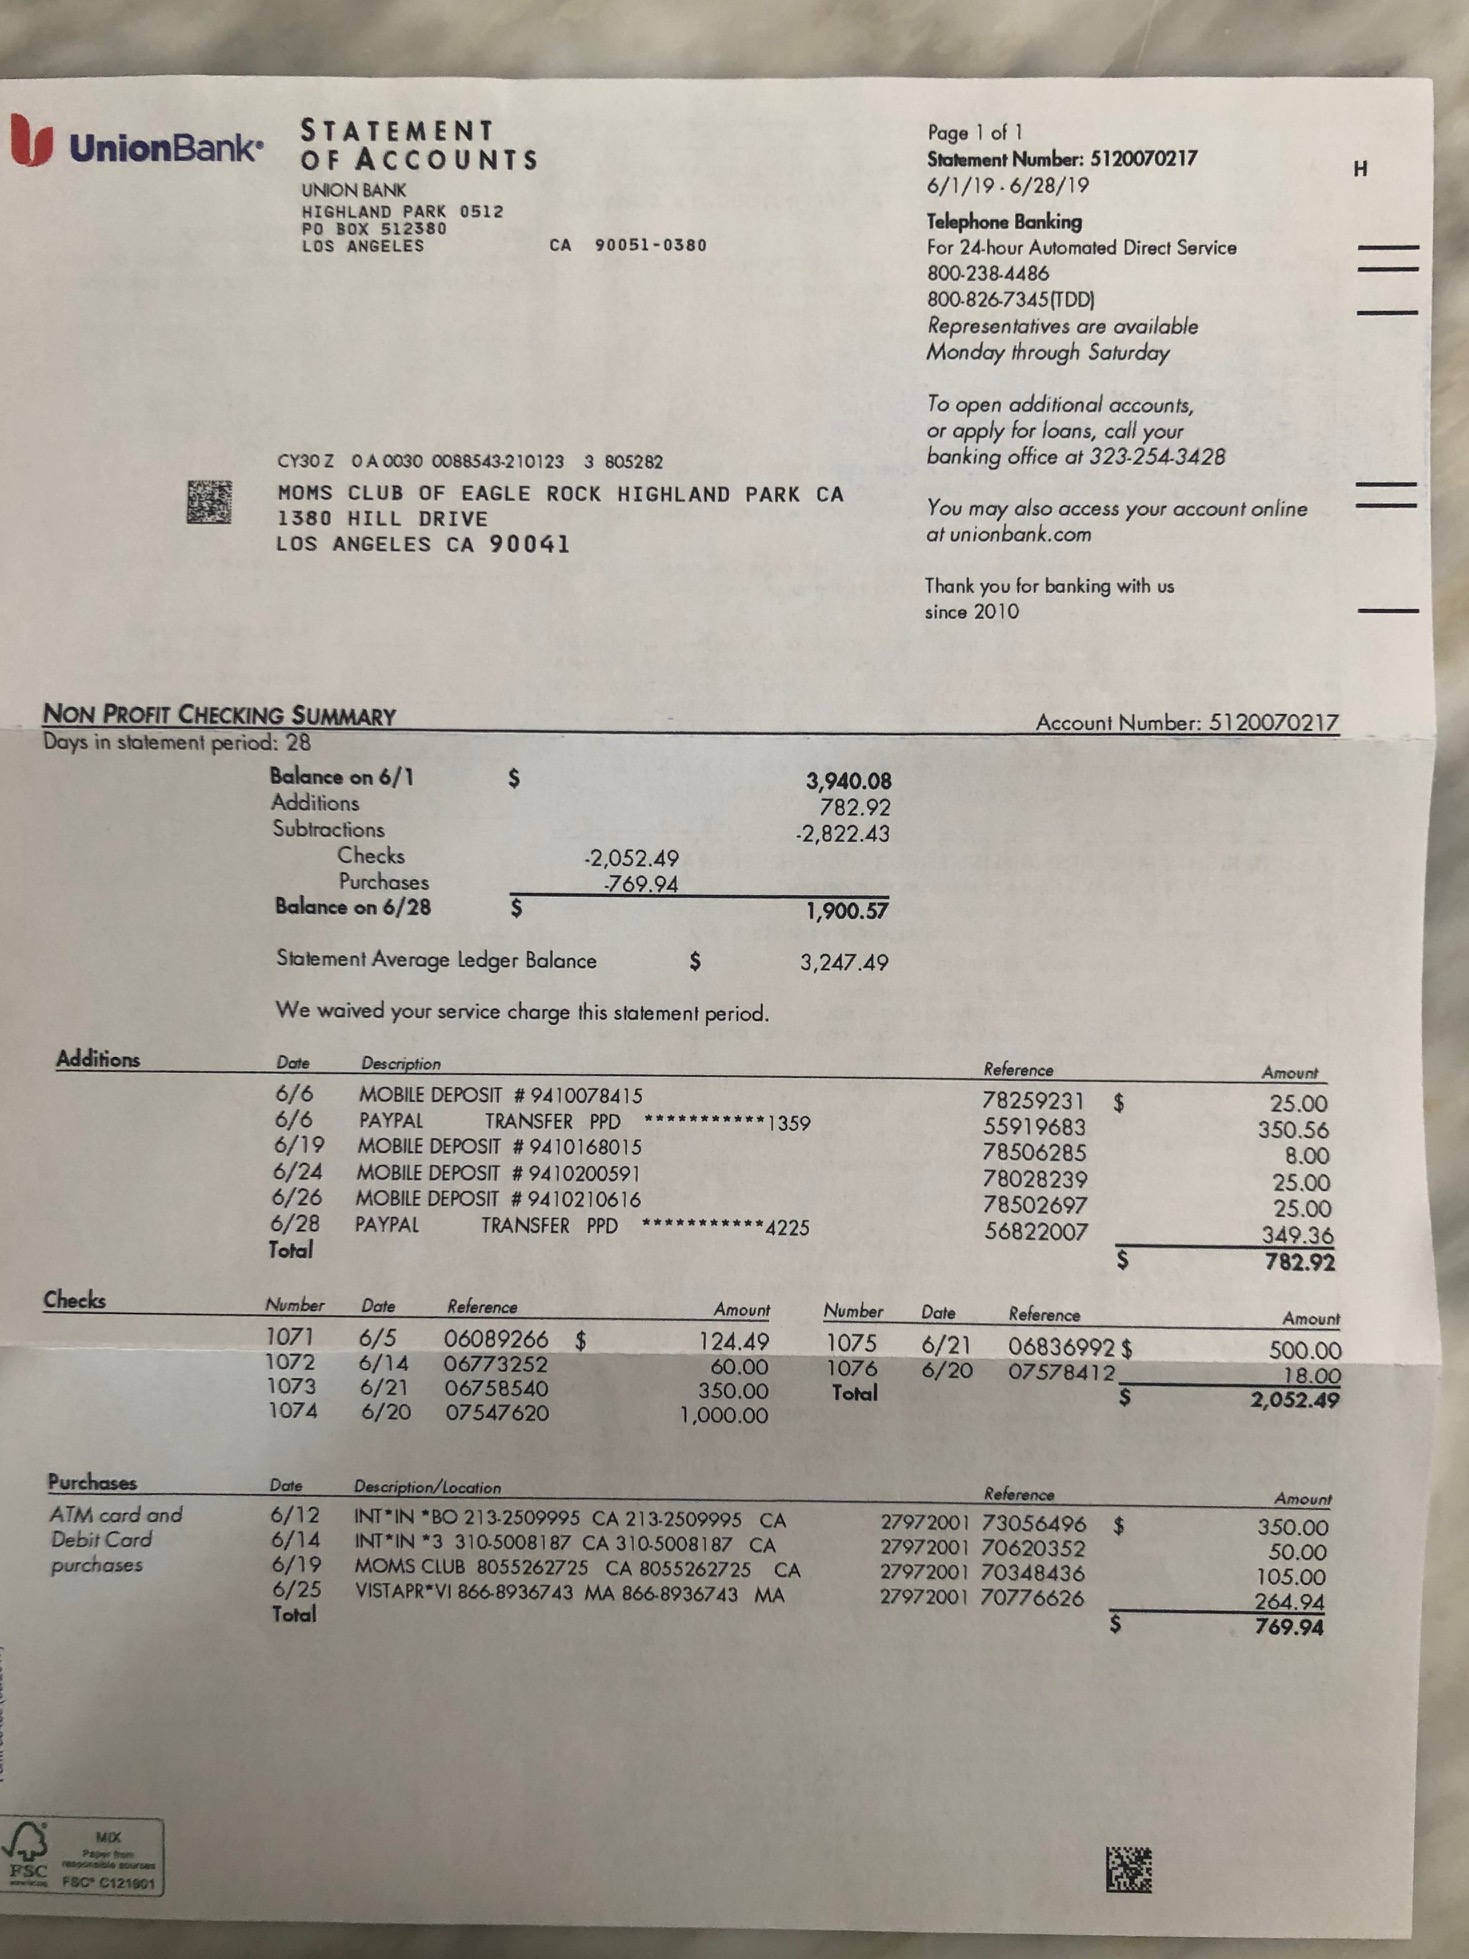 UnionBank®
STATEMENT
OF ACCOUNTS
UNION BANK
HIGHLAND PARK 0512
PO BOX 512380
LOS ANGELES CA 90051-0380
Page 1 of 1
Statement Number: 5120070217
6/1/19 - 6/28/19
H
Telephone Banking
For 24-hour Automated Direct Service
800-238-4486
800-826-7345(TDD)
Representatives are available
Monday through Saturday
To open additional accounts,
or apply for loans, call your
banking office at 323-254-3428
You may also access your account online
at unionbank.com
Thank you for banking with us
since 2010
CY30 Z 0 A 0030 0088543-210123 3 805282
MOMS CLUB OF EAGLE ROCK HIGHLAND PARK CA
1380 HILL DRIVE
LOS ANGELES CA 90041
NON PROFIT CHECKING SUMMARY Account Number: 5120070217
Days in statement period: 28
Balance on 6/1 $ 3,940.08
Additions 782.92
Subtractions -2,822.43
Checks -2,052.49
Purchases -769.94
Balance on 6/28 $ 1,900.57
Statement Average Ledger Balance $ 3,247.49
We waived your service charge this statement period.
Additions Date Description Reference Amount
6/6 MOBILE DEPOSIT # 9410078415 78259231 $ 25.00
6/6 PAYPAL TRANSFER PPD ***********1359 55919683 350.56
6/19 MOBILE DEPOSIT # 9410168015 78506285 8.00
6/24 MOBILE DEPOSIT # 9410200591 78028239 25.00
6/26 MOBILE DEPOSIT # 9410210616 78502697 25.00
6/28 PAYPAL TRANSFER PPD ***********4225 56822007 349.36
Total $ 782.92
Checks Number Date Reference Amount Number Date Reference Amount
1071 6/5 06089266 $ 124.49 1075 6/21 06836992 $ 500.00
1072 6/14 06773252 60.00 1076 6/20 07578412 18.00
1073 6/21 06758540 350.00 Total $ 2,052.49
1074 6/20 07547620 1,000.00
Purchases Date Description/Location Reference Amount
ATM card and 6/12 INT*IN *BO 213-2509995 CA 213-2509995 CA 27972001 73056496 $ 350.00
Debit Card 6/14 INT*IN *3 310-5008187 CA 310-5008187 CA 27972001 70620352 50.00
purchases 6/19 MOMS CLUB 8055262725 CA 8055262725 CA 27972001 70348436 105.00
6/25 VISTAPR*VI 866-8936743 MA 866-8936743 MA 27972001 70776626 264.94
Total $ 769.94
MIX
Paper from
responsible sources
FSC
FSC® C121901